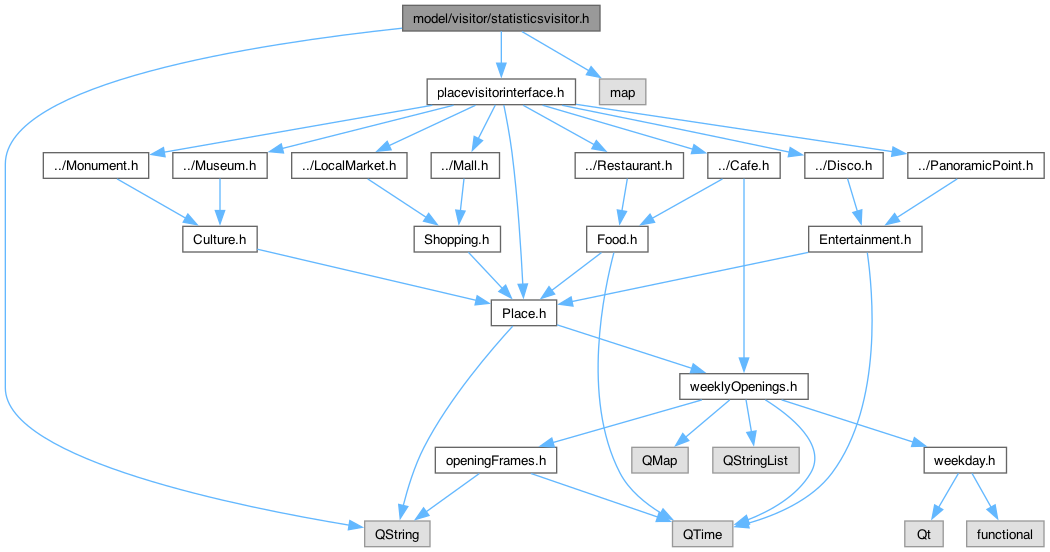 model/visitor/statisticsvisitor.h
placevisitorinterface.h
map
../Monument.h
../Museum.h
../LocalMarket.h
../Mall.h
../Restaurant.h
../Cafe.h
../Disco.h
../PanoramicPoint.h
Culture.h
Shopping.h
Food.h
Entertainment.h
Place.h
weeklyOpenings.h
openingFrames.h
QMap
QStringList
weekday.h
QString
QTime
Qt
functional